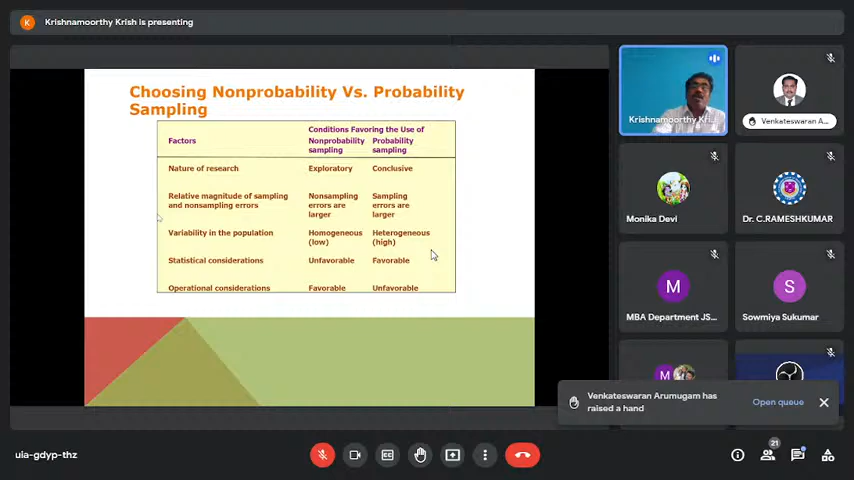 K
Krishnamoorthy Krish is presenting
Choosing Nonprobability Vs. Probability
Sampling
Conditions Favoring the Use of
Factors
Nonprobability
sampling
Probability
sampling
Nature of research
Exploratory
Conclusive
Relative magnitude of sampling
and nonsampling errors
Nonsampling
errors are
larger
Sampling
errors are
larger
Variability in the population
Homogeneous
(low)
Heterogeneous
(high)
Statistical considerations
Unfavorable
Favorable
Operational considerations
Favorable
Unfavorable
Krishnamoorthy Kri...
Venkateswaran A...
Monika Devi
Dr. C.RAMESHKUMAR
M
MBA Department JS...
S
Sowmiya Sukumar
M
Venkateswaran Arumugam has
raised a hand
Open queue
uia-gdyp-thz
21